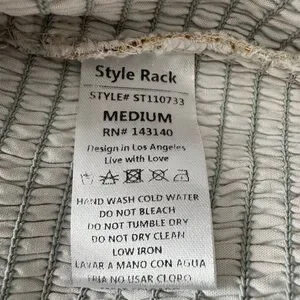 Style Rack
STYLE# ST110733
MEDIUM
RN# 143140
Design in Los Angeles
Live with Love
HAND WASH COLD WATER
DO NOT BLEACH
DO NOT TUMBLE DRY
DO NOT DRY CLEAN
LOW IRON
LAVAR A MANO CON AGUA
FRIA NO USAR CLORO